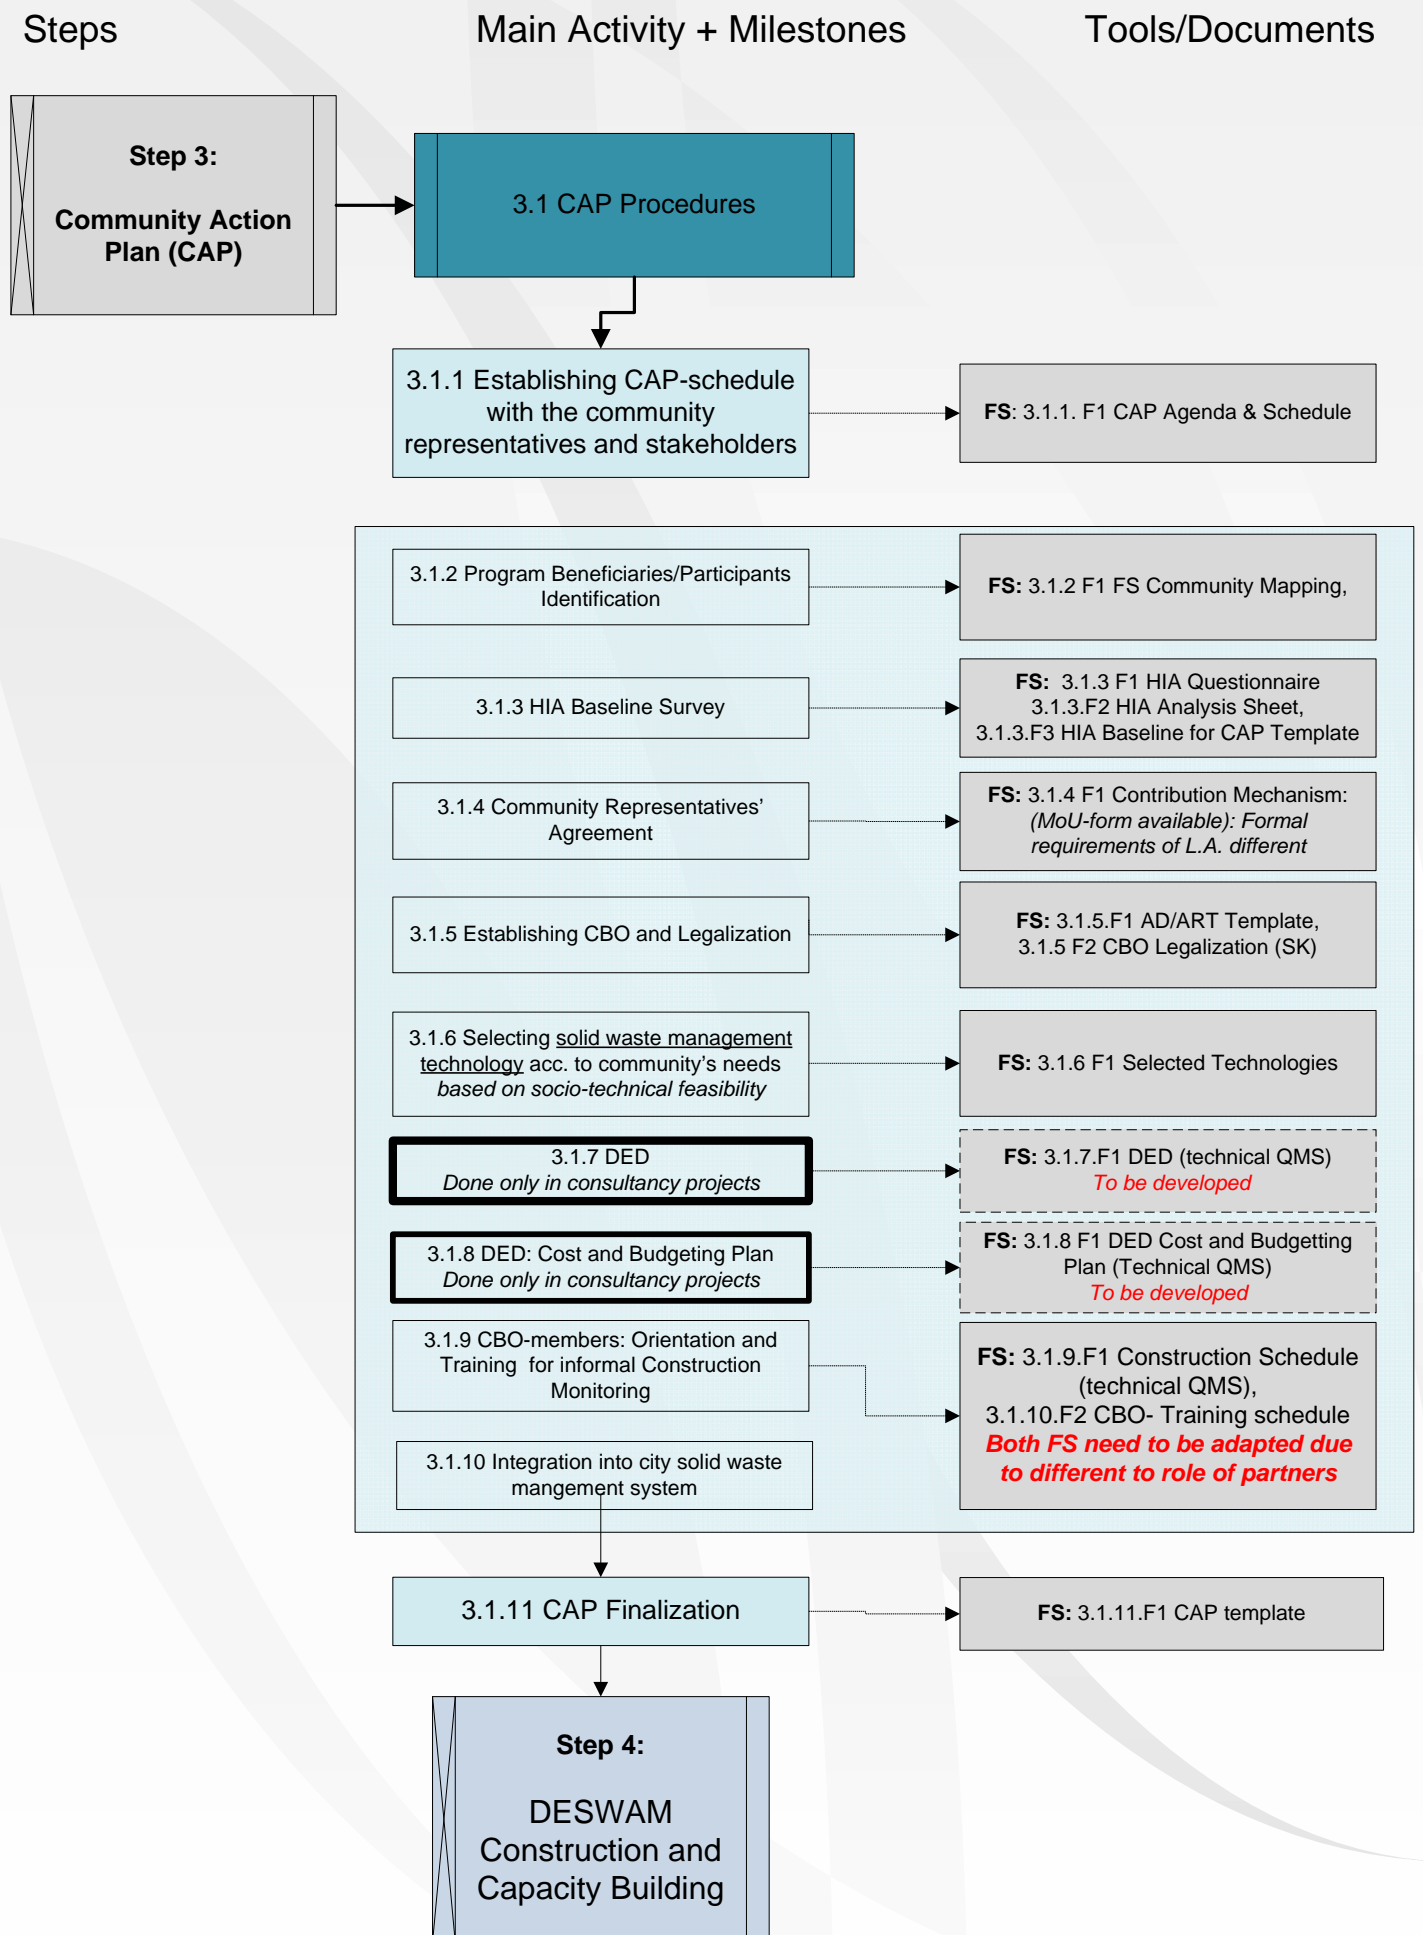 Steps
Main Activity + Milestones
Tools/Documents
Step 3:
Community Action
Plan (CAP)
3.1 CAP Procedures
3.1.1 Establishing CAP-schedule
with the community
representatives and stakeholders
FS: 3.1.1. F1 CAP Agenda & Schedule
3.1.2 Program Beneficiaries/Participants
Identification
FS: 3.1.2 F1 FS Community Mapping,
3.1.3 HIA Baseline Survey
FS: 3.1.3 F1 HIA Questionnaire
3.1.3.F2 HIA Analysis Sheet,
3.1.3.F3 HIA Baseline for CAP Template
3.1.4 Community Representatives’
Agreement
FS: 3.1.4 F1 Contribution Mechanism:
(MoU-form available): Formal
requirements of L.A. different
3.1.5 Establishing CBO and Legalization
FS: 3.1.5.F1 AD/ART Template,
3.1.5 F2 CBO Legalization (SK)
3.1.6 Selecting solid waste management
technology acc. to community’s needs
based on socio-technical feasibility
FS: 3.1.6 F1 Selected Technologies
3.1.7 DED
Done only in consultancy projects
FS: 3.1.7.F1 DED (technical QMS)
To be developed
3.1.8 DED: Cost and Budgeting Plan
Done only in consultancy projects
FS: 3.1.8 F1 DED Cost and Budgetting
Plan (Technical QMS)
To be developed
3.1.9 CBO-members: Orientation and
Training for informal Construction
Monitoring
FS: 3.1.9.F1 Construction Schedule
(technical QMS),
3.1.10.F2 CBO- Training schedule
Both FS need to be adapted due
to different to role of partners
3.1.10 Integration into city solid waste
mangement system
3.1.11 CAP Finalization
FS: 3.1.11.F1 CAP template
Step 4:
DESWAM
Construction and
Capacity Building